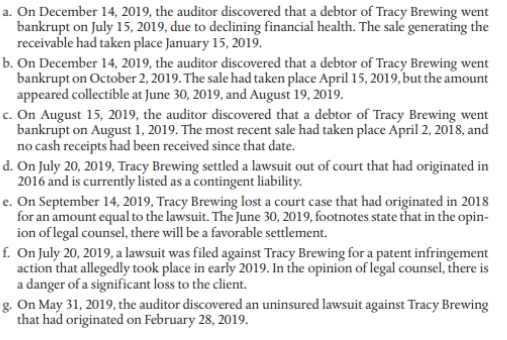 a. On December 14, 2019, the auditor discovered that a debtor of Tracy Brewing went
bankrupt on July 15, 2019, due to declining financial health. The sale generating the
receivable had taken place January 15, 2019.
b. On December 14, 2019, the auditor discovered that a debtor of Tracy Brewing went
bankrupt on October 2, 2019. The sale had taken place April 15, 2019, but the amount
appeared collectible at June 30, 2019, and August 19, 2019.
c. On August 15, 2019, the auditor discovered that a debtor of Tracy Brewing went
bankrupt on August 1, 2019. The most recent sale had taken place April 2, 2018, and
no cash receipts had been received since that date.
d. On July 20, 2019, Tracy Brewing settled a lawsuit out of court that had originated in
2016 and is currently listed as a contingent liability.
e. On September 14, 2019, Tracy Brewing lost a court case that had originated in 2018
for an amount equal to the lawsuit. The June 30, 2019, footnotes state that in the opin-
ion of legal counsel, there will be a favorable settlement.
f. On July 20, 2019, a lawsuit was filed against Tracy Brewing for a patent infringement
action that allegedly took place in early 2019. In the opinion of legal counsel, there is
a danger of a significant loss to the client.
g. On May 31, 2019, the auditor discovered an uninsured lawsuit against Tracy Brewing
that had originated on February 28, 2019.